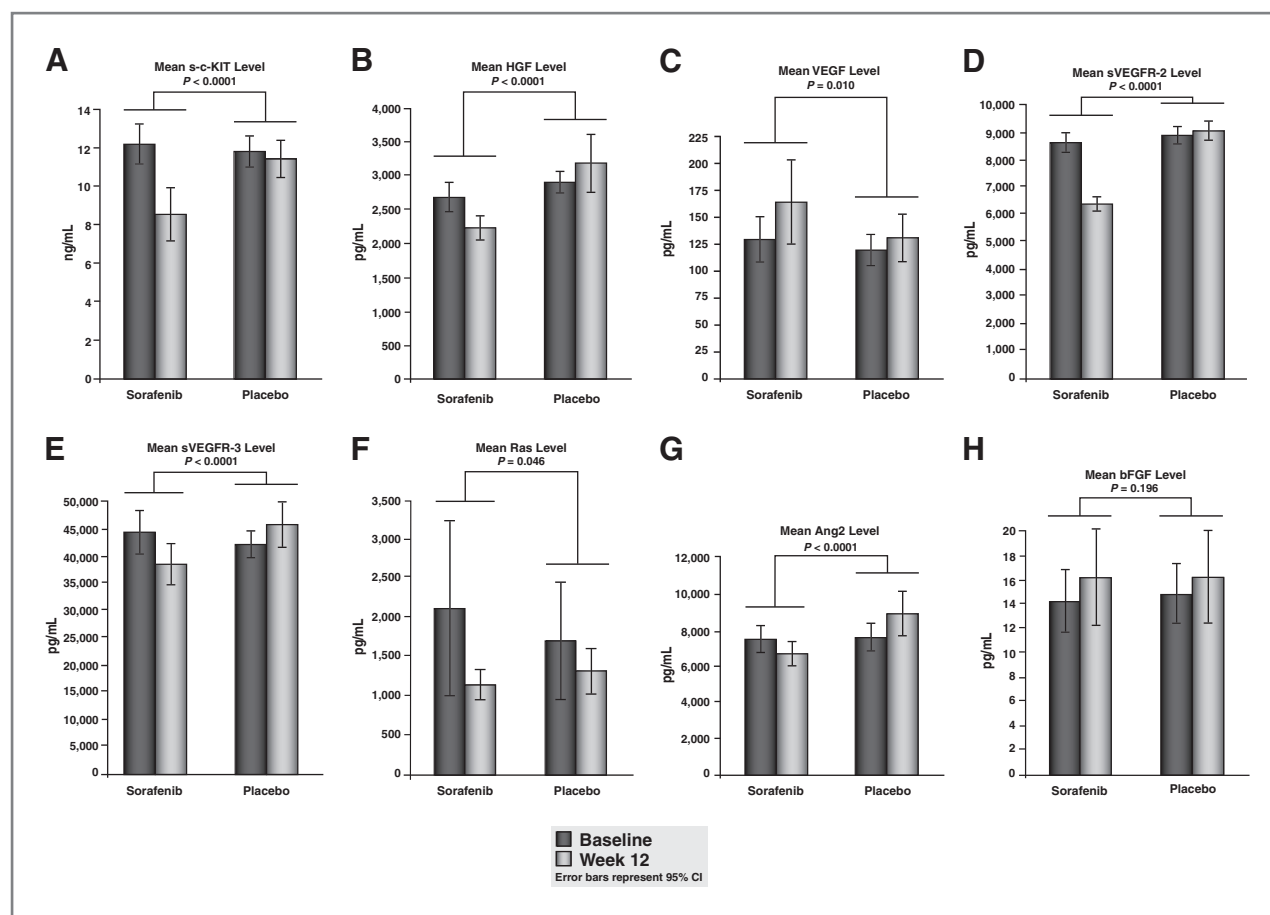 A
Mean s-c-KIT Level
P < 0.0001
14
12
10
8
6
4
2
0
ng/mL
Sorafenib
Placebo
B
Mean HGF Level
P < 0.0001
4,000
3,500
3,000
2,500
2,000
1,500
1,000
500
0
pg/mL
Sorafenib
Placebo
C
Mean VEGF Level
P = 0.010
225
200
175
150
125
100
75
50
25
0
pg/mL
Sorafenib
Placebo
D
Mean sVEGFR-2 Level
P < 0.0001
10,000
9,000
8,000
7,000
6,000
5,000
4,000
3,000
2,000
1,000
0
pg/mL
Sorafenib
Placebo
E
Mean sVEGFR-3 Level
P < 0.0001
50,000
45,000
40,000
35,000
30,000
25,000
20,000
15,000
10,000
5,000
0
pg/mL
Sorafenib
Placebo
F
Mean Ras Level
P = 0.046
3,500
3,000
2,500
2,000
1,500
1,000
500
0
pg/mL
Sorafenib
Placebo
G
Mean Ang2 Level
P < 0.0001
12,000
10,000
8,000
6,000
4,000
2,000
0
pg/mL
Sorafenib
Placebo
H
Mean bFGF Level
P = 0.196
20
18
16
14
12
10
8
6
4
2
0
pg/mL
Sorafenib
Placebo
Baseline
Week 12
Error bars represent 95% CI